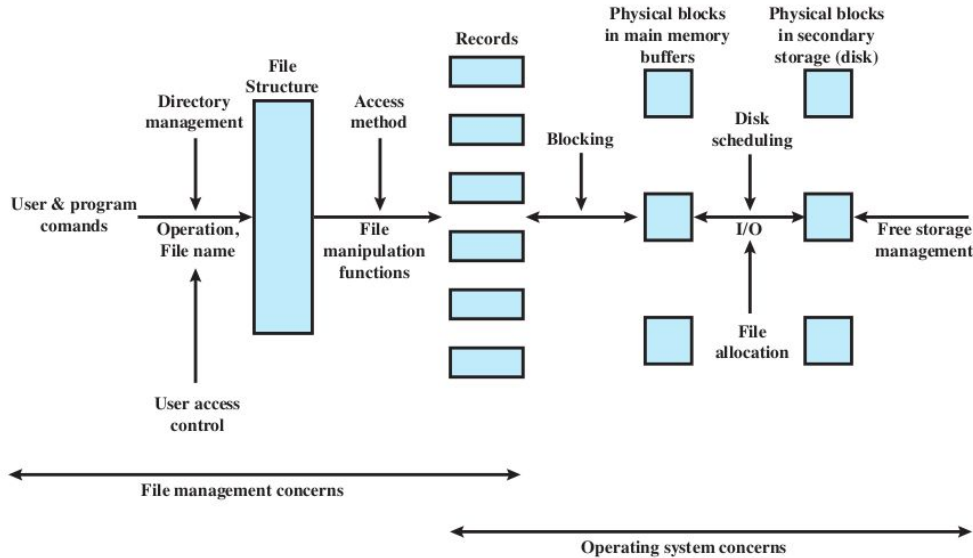 Physical blocks
in main memory
buffers
Physical blocks
in secondary
storage (disk)
Records
File
Structure
Directory
management
Access
method
Blocking
Disk
scheduling
User & program
comands
Operation,
File name
File
manipulation
functions
I/O
Free storage
management
File
allocation
User access
control
File management concerns
Operating system concerns